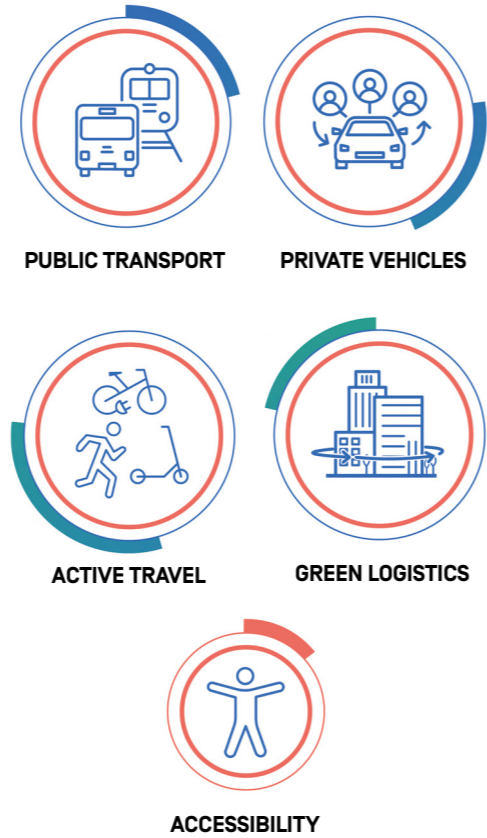 PUBLIC TRANSPORT
PRIVATE VEHICLES
ACTIVE TRAVEL
GREEN LOGISTICS
ACCESSIBILITY